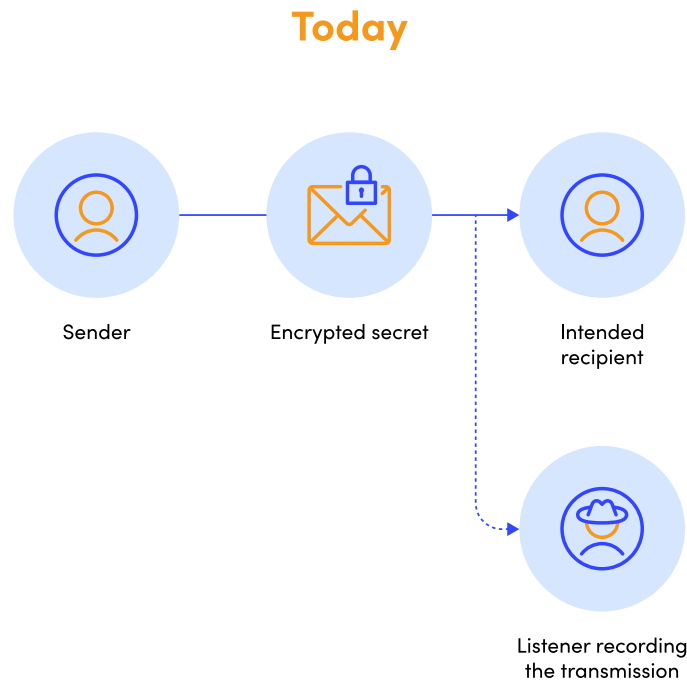 Today
Sender
Encrypted secret
Intended
recipient
Listener recording
the transmission